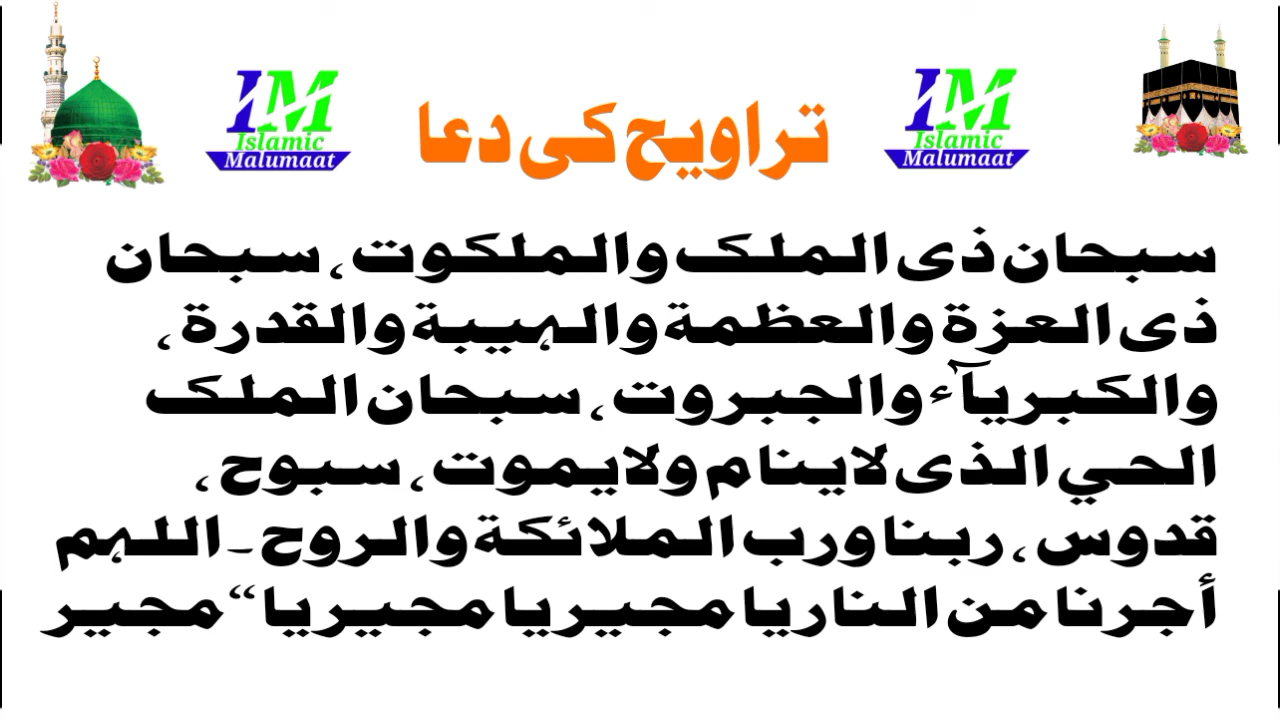 تراویح کی دعا
IM
Islamic
Malumaat
IM
Islamic
Malumaat
سبحان ذی الملک والملکوت، سبحان
ذی العزة والعظمة والہیبة والقدرة،
والکبریآء والجبروت، سبحان الملک
الحي الذی لاینام ولایموت، سبوح،
قدوس، ربنا ورب الملائکة والروح۔ اللہم
أجرنا من النار یا مجیر یا مجیر یا “ مجیر